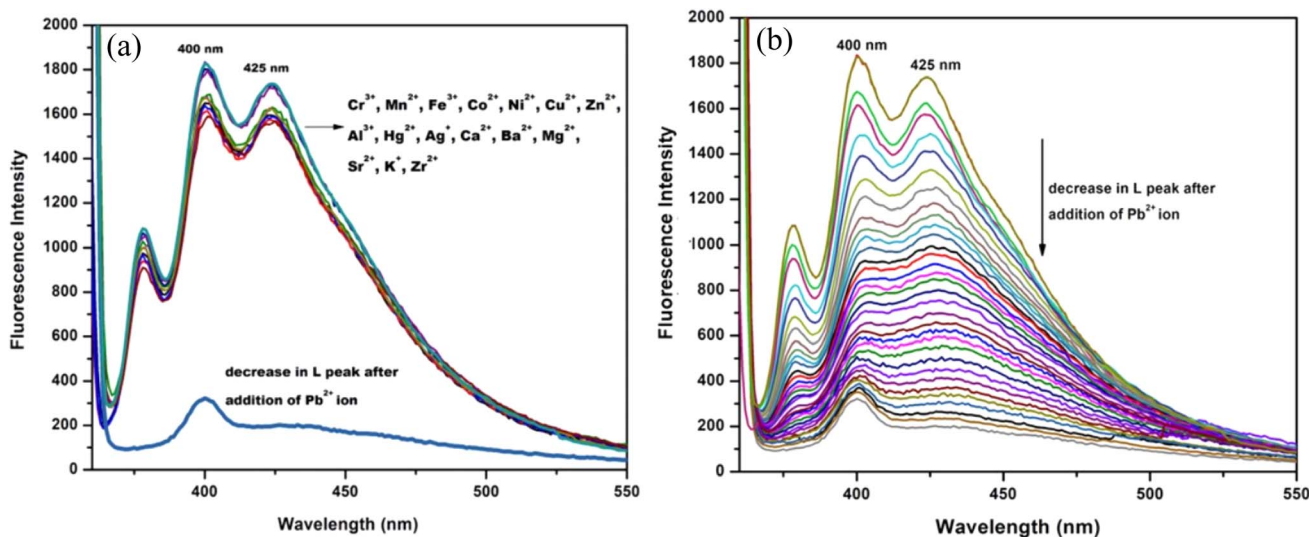 (a)
400 nm
425 nm
Cr³⁺, Mn²⁺, Fe³⁺, Co²⁺, Ni²⁺, Cu²⁺, Zn²⁺,
Al³⁺, Hg²⁺, Ag⁺, Ca²⁺, Ba²⁺, Mg²⁺,
Sr²⁺, K⁺, Zr²⁺
decrease in L peak after
addition of Pb²⁺ ion
Fluorescence Intensity
2000
1800
1600
1400
1200
1000
800
600
400
200
0
400
450
500
550
Wavelength (nm)
(b)
400 nm
425 nm
decrease in L peak after
addition of Pb²⁺ ion
Fluorescence Intensity
2000
1800
1600
1400
1200
1000
800
600
400
200
0
400
450
500
550
Wavelength (nm)